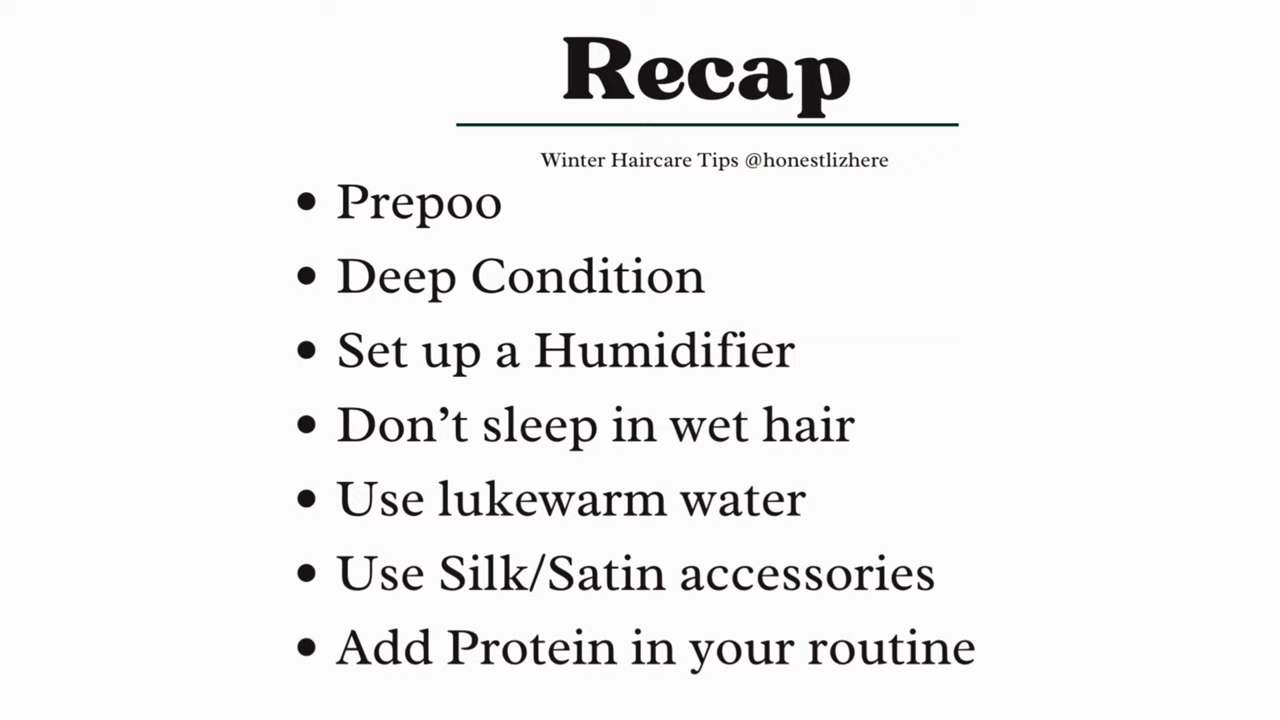 Recap
Winter Haircare Tips @honestlizhere
• Prepoo
• Deep Condition
• Set up a Humidifier
• Don’t sleep in wet hair
• Use lukewarm water
• Use Silk/Satin accessories
• Add Protein in your routine